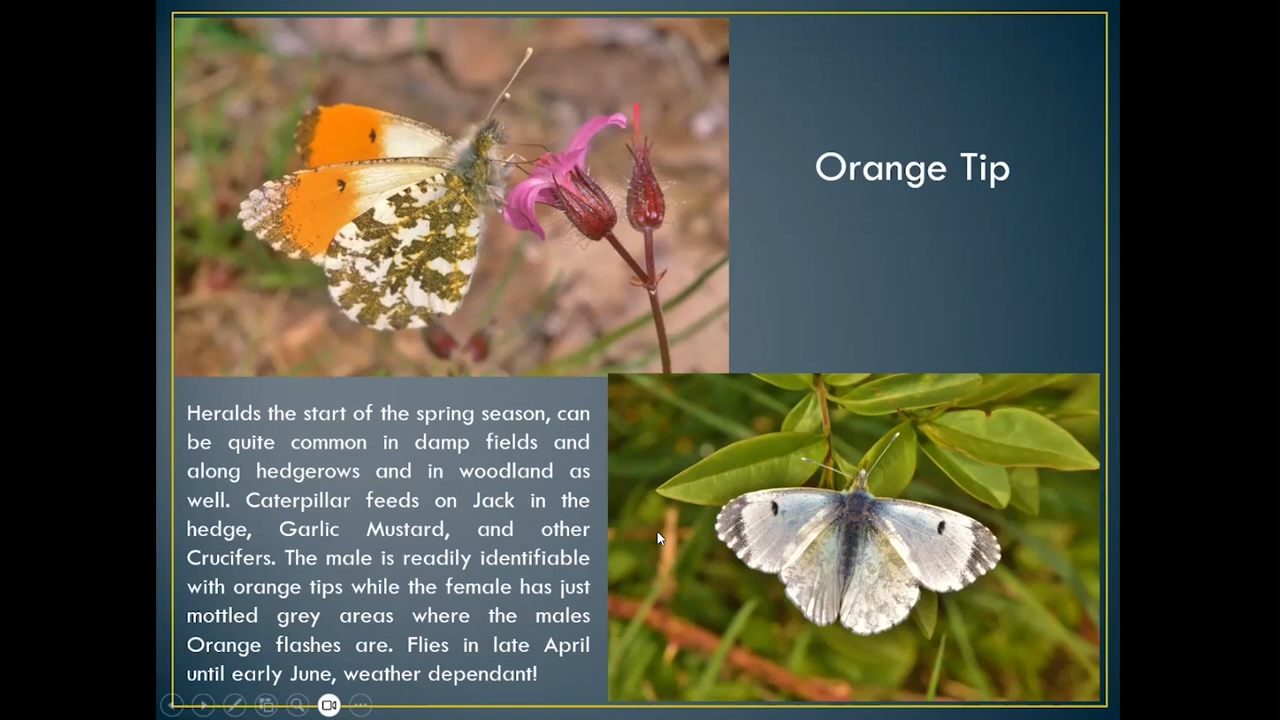 Orange Tip
Heralds the start of the spring season, can
be quite common in damp fields and
along hedgerows and in woodland as
well. Caterpillar feeds on Jack in the
hedge, Garlic Mustard, and other
Crucifers. The male is readily identifiable
with orange tips while the female has just
mottled grey areas where the males
Orange flashes are. Flies in late April
until early June, weather dependant!